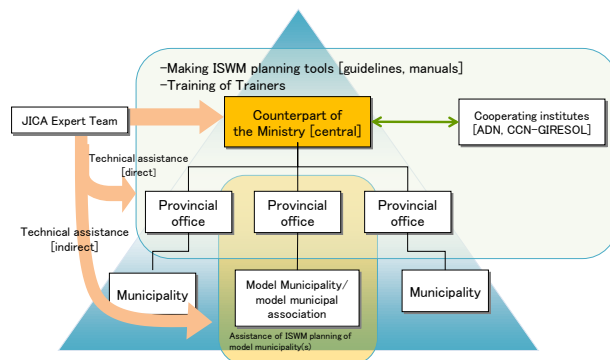 -Making ISWM planning tools [guidelines, manuals]
-Training of Trainers
JICA Expert Team
Counterpart of
the Ministry [central]
Cooperating institutes
[ADN, CCN-GIRESOL]
Technical assistance
[direct]
Provincial
office
Provincial
office
Provincial
office
Technical assistance
[indirect]
Municipality
Model Municipality/
model municipal
association
Municipality
Assistance of ISWM planning of
model municipality(s)